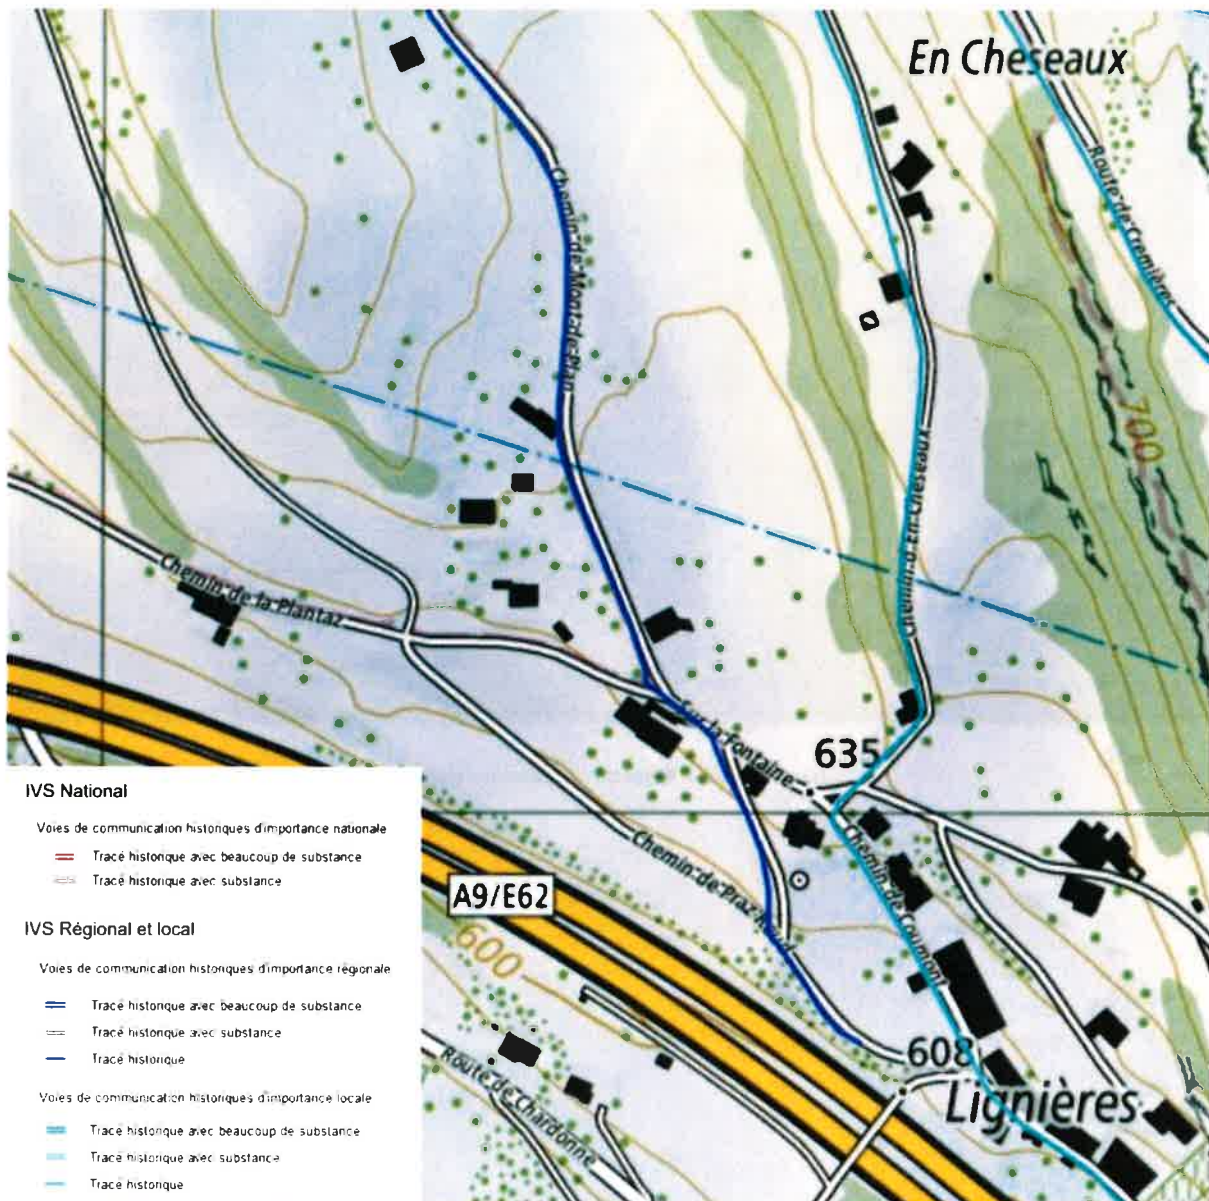 En Cheseaux
Route de Cremières
Chemin de Mont-de-Plan
700
Chemin d'En Cheseaux
Chemin de la Plantaz
Sur la Fontaine
635
Chemin de Coumont
Chemin de Praz
A9/E62
600
608
Lignières
Route de Chardonne
IVS National
Voies de communication historiques d'importance nationale
Tracé historique avec beaucoup de substance
Tracé historique avec substance
IVS Régional et local
Voies de communication historiques d'importance régionale
Tracé historique avec beaucoup de substance
Tracé historique avec substance
Tracé historique
Voies de communication historiques d'importance locale
Tracé historique avec beaucoup de substance
Tracé historique avec substance
Tracé historique